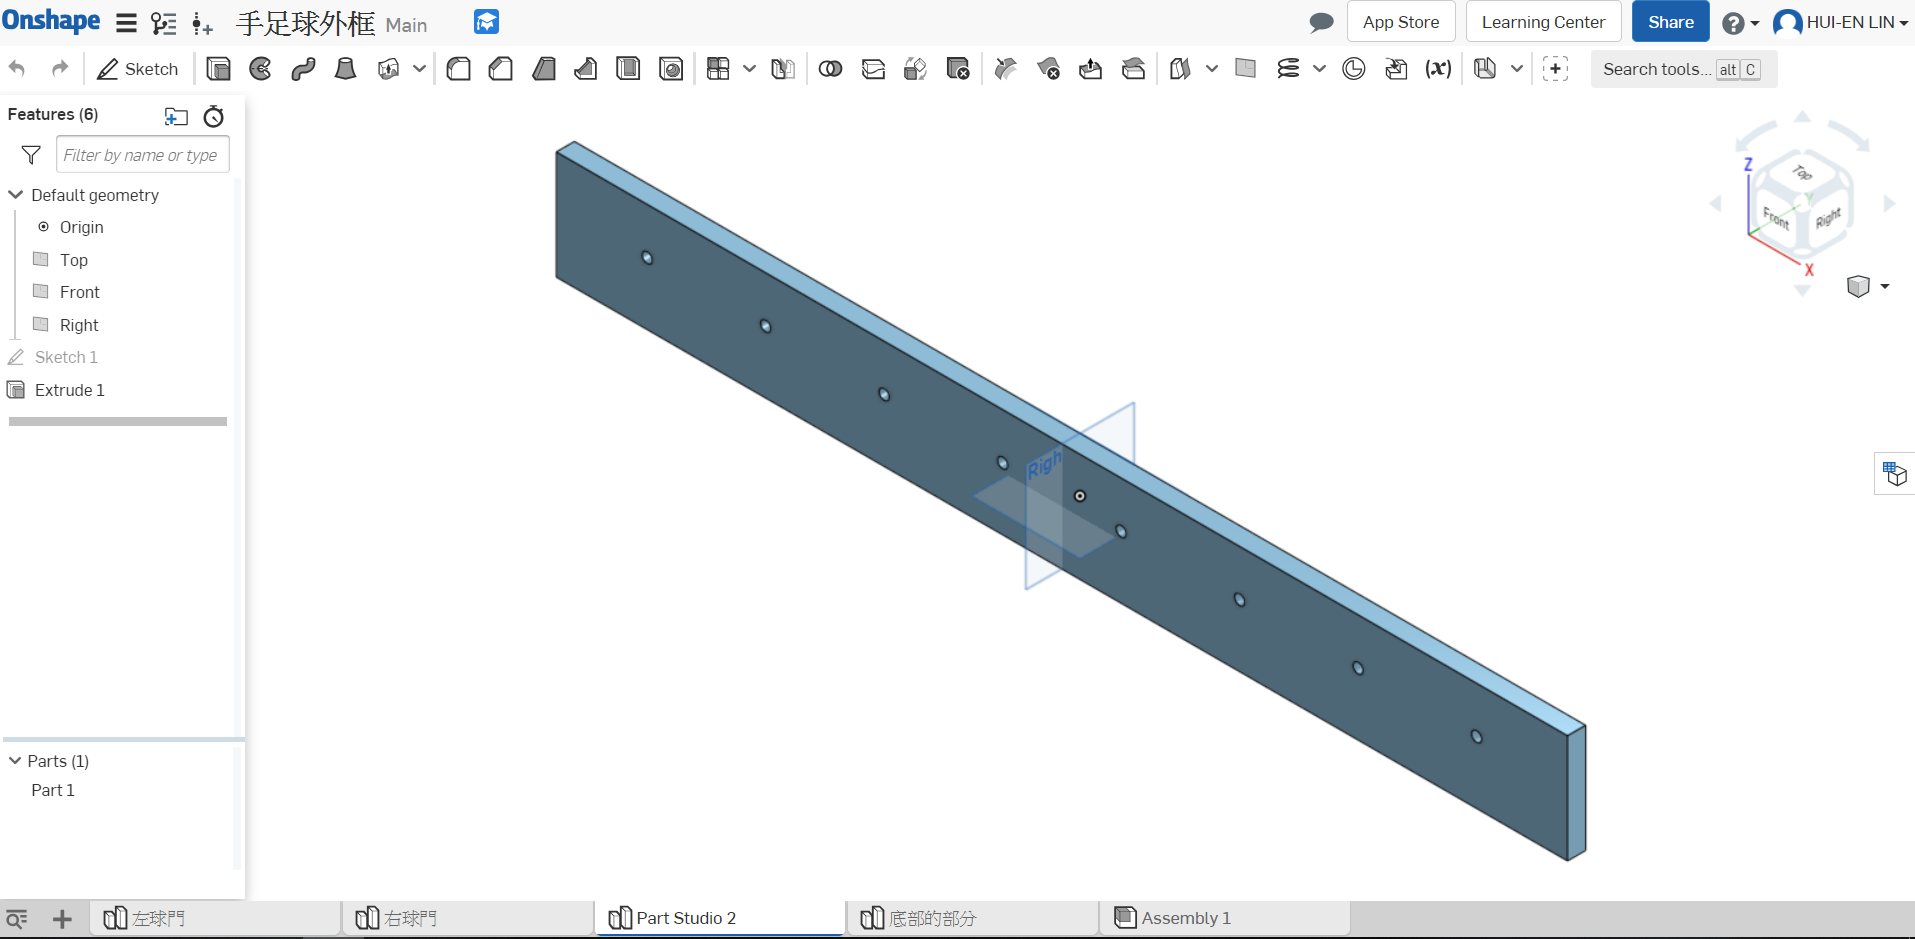 Onshape 手足球外框 Main App Store Learning Center Share HUI-EN LIN
Sketch (x) Search tools... alt C
Features (6)
Filter by name or type
Default geometry
Origin
Top
Front
Right
Sketch 1
Extrude 1
Righ
Z
Top
Y
Front
Right
X
Parts (1)
Part 1
左球門 右球門 Part Studio 2 底部的部分 Assembly 1